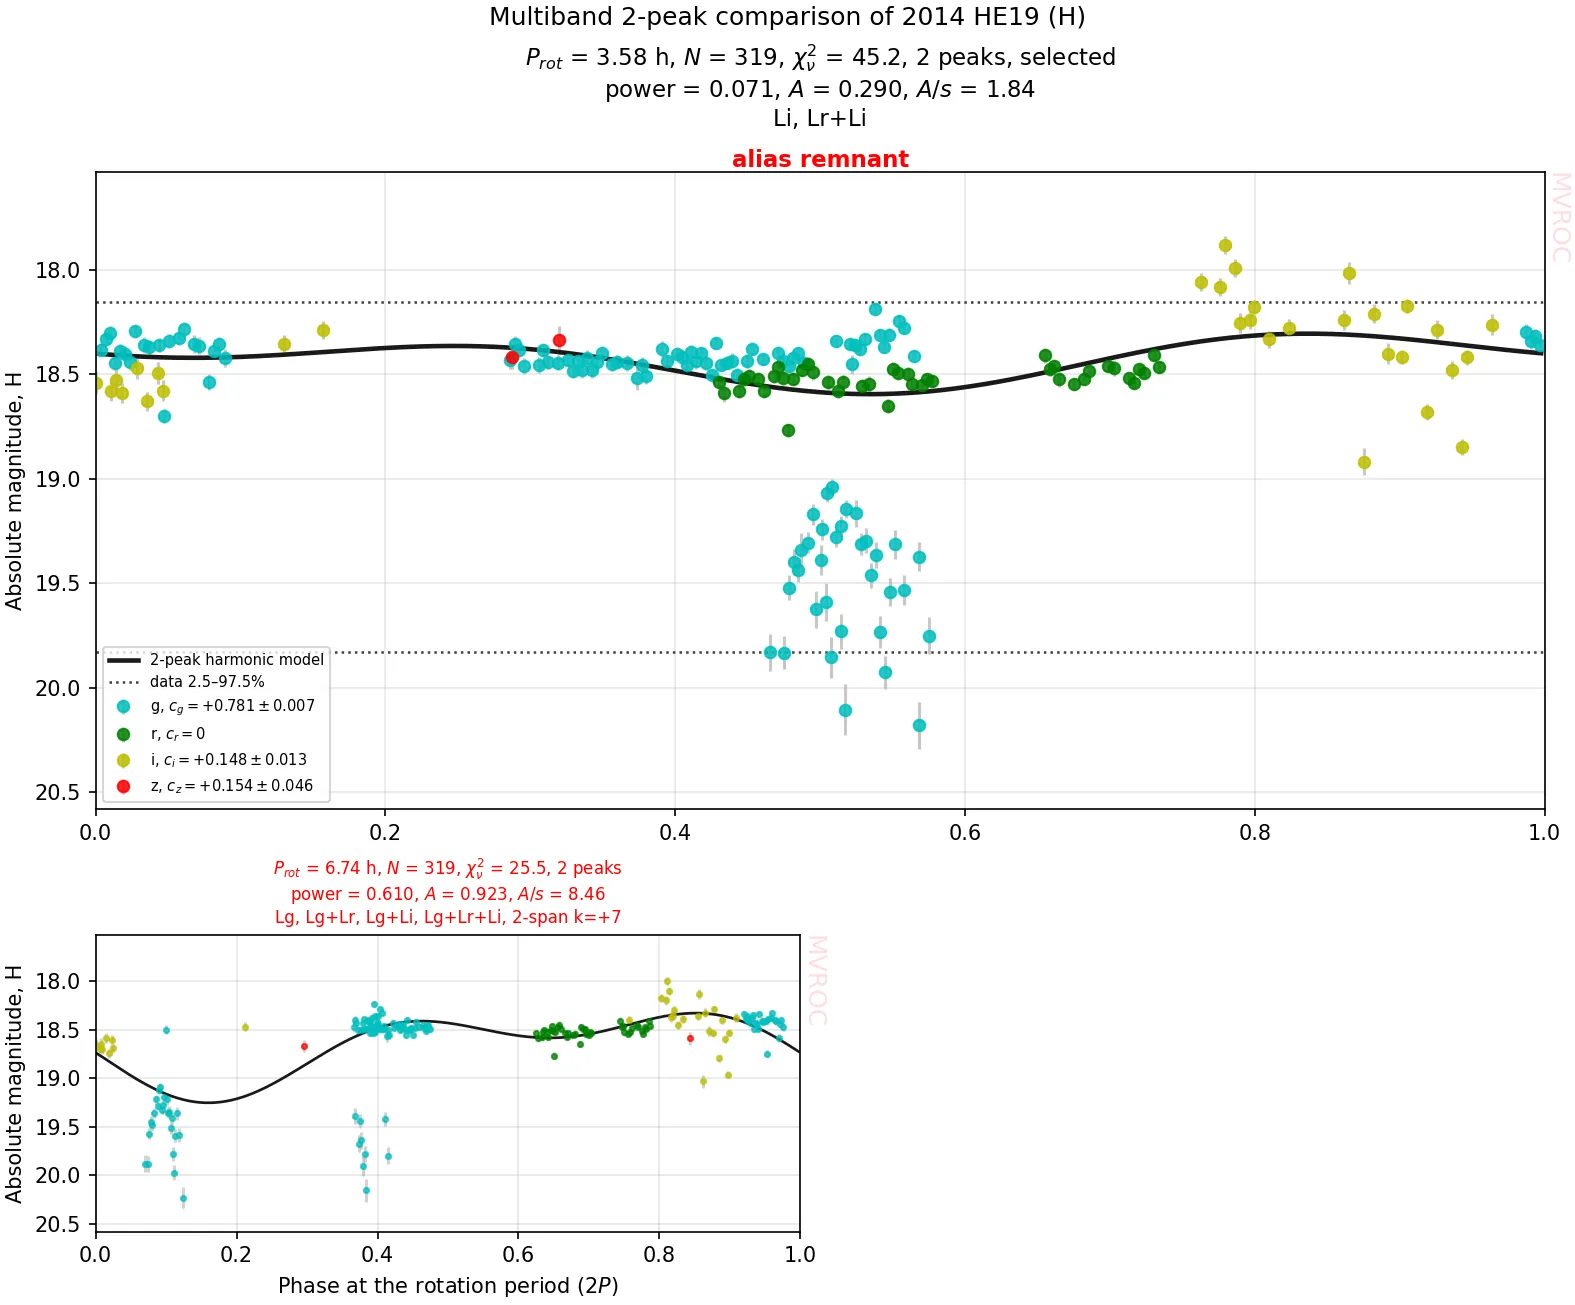 Multiband 2-peak comparison of 2014 HE19 (H)
P_rot = 3.58 h, N = 319, χ²_ν = 45.2, 2 peaks, selected
power = 0.071, A = 0.290, A/s = 1.84
Li, Lr+Li
alias remnant
MVROC
Absolute magnitude, H
18.0
18.5
19.0
19.5
20.0
20.5
2-peak harmonic model
data 2.5–97.5%
g, c_g = +0.781 ± 0.007
r, c_r = 0
i, c_i = +0.148 ± 0.013
z, c_z = +0.154 ± 0.046
0.0 0.2 0.4 0.6 0.8 1.0
P_rot = 6.74 h, N = 319, χ²_ν = 25.5, 2 peaks
power = 0.610, A = 0.923, A/s = 8.46
Lg, Lg+Lr, Lg+Li, Lg+Lr+Li, 2-span k=+7
MVROC
Absolute magnitude, H
18.0
18.5
19.0
19.5
20.0
20.5
0.0 0.2 0.4 0.6 0.8 1.0
Phase at the rotation period (2P)